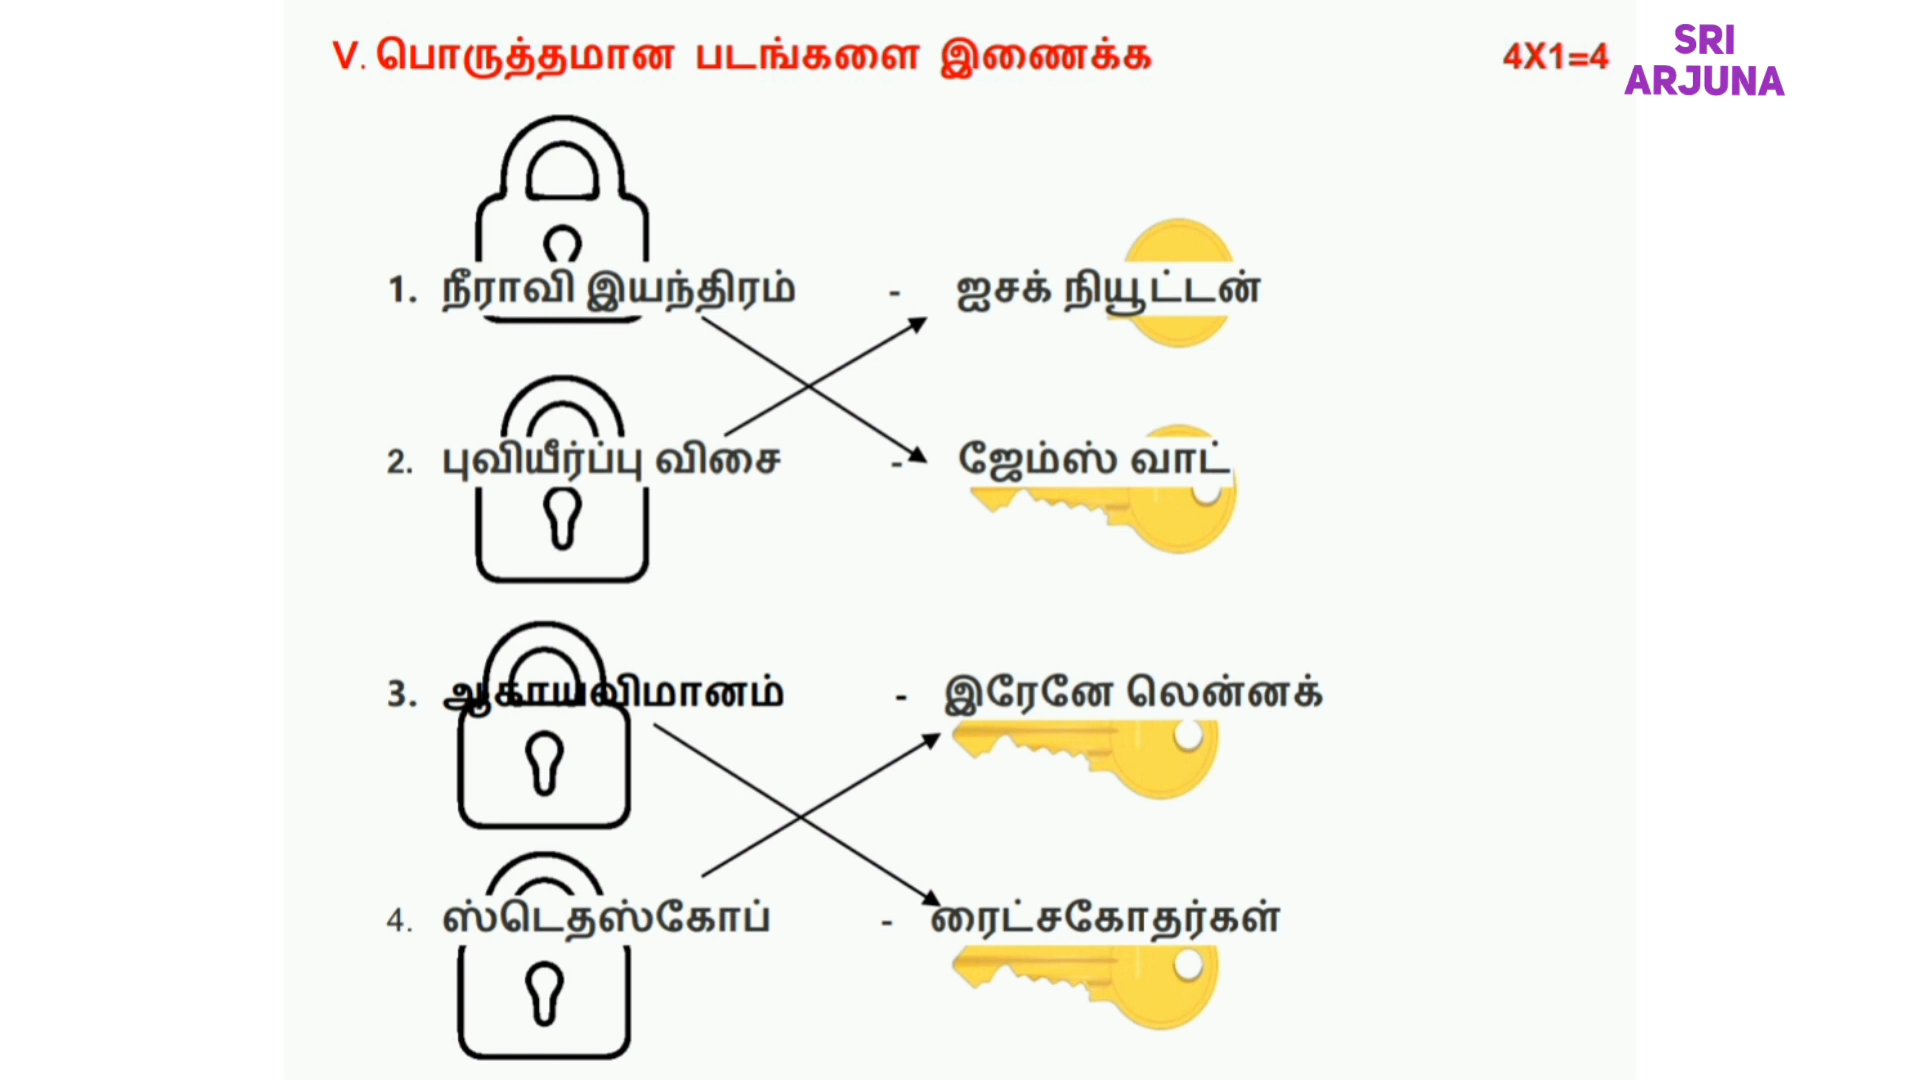 V. பொருத்தமான படங்களை இணைக்க 4X1=4
SRI
ARJUNA
1. நீராவி இயந்திரம் - ஐசக் நியூட்டன்
2. புவியீர்ப்பு விசை - ஜேம்ஸ் வாட்
3. ஆகாயவிமானம் - இரேனே லென்னக்
4. ஸ்டெதஸ்கோப் - ரைட்சகோதர்கள்